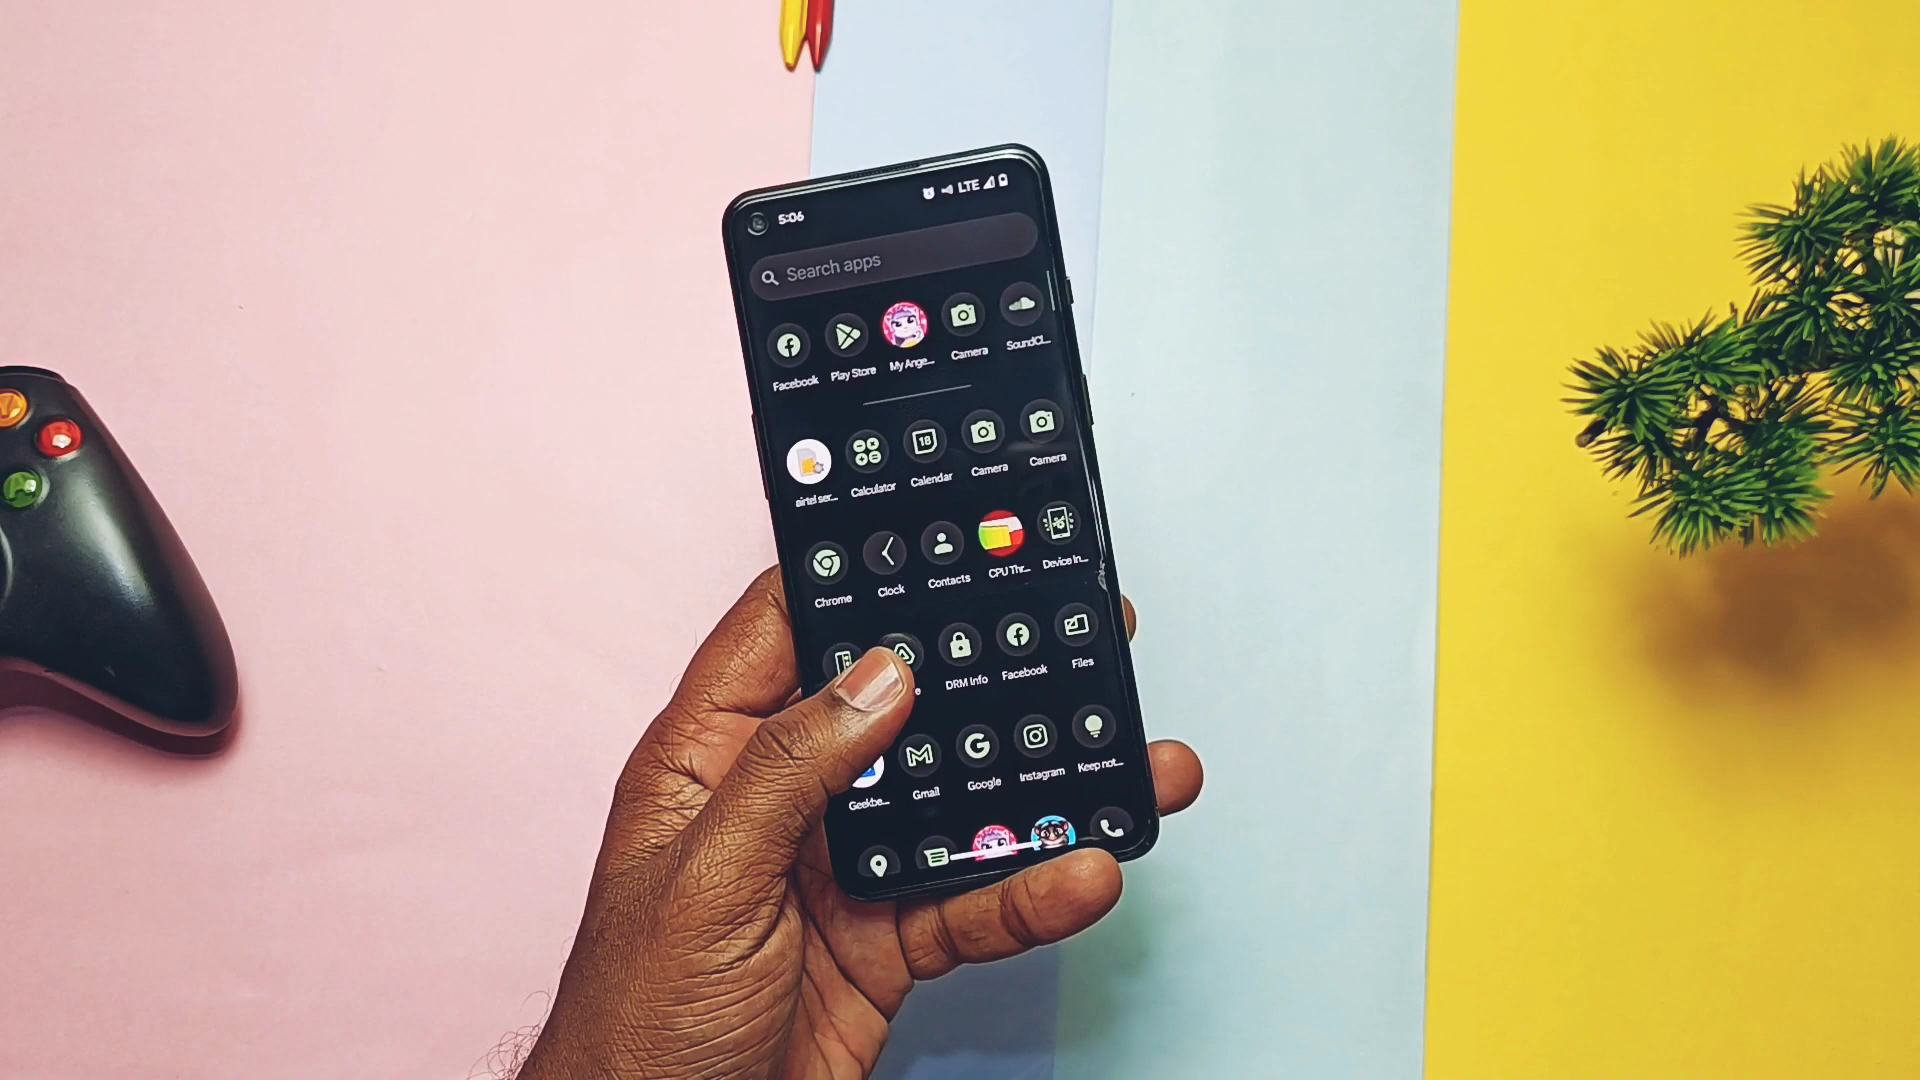 5:06 LTE
Search apps
Facebook Play Store My Ange... Camera SoundCl...
airtel ser... Calculator Calendar Camera Camera
18
Chrome Clock Contacts CPU Thr... Device In...
e DRM Info Facebook Files
Geekbe... Gmail Google Instagram Keep not...